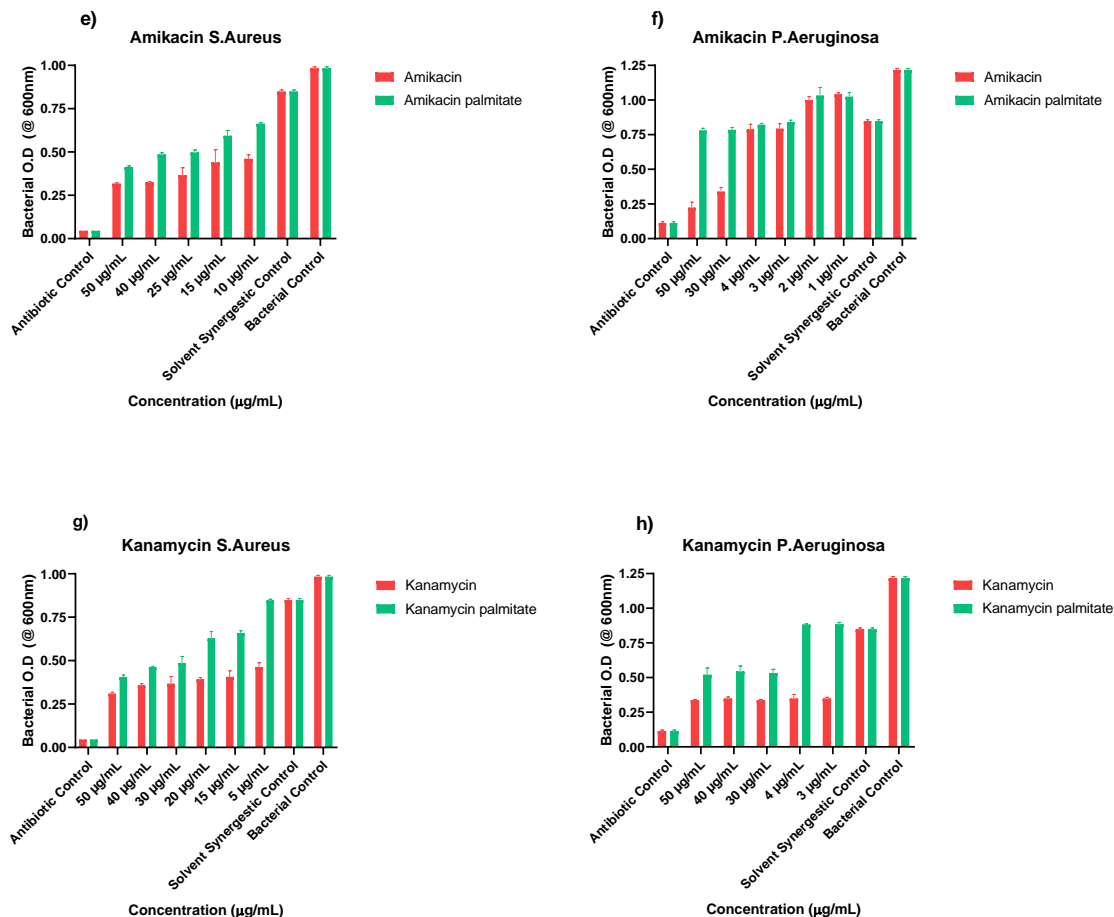 e)
Amikacin S.Aureus
Bacterial O.D (@ 600nm)
1.00
0.75
0.50
0.25
0.00
Antibiotic Control
50 µg/mL
40 µg/mL
25 µg/mL
15 µg/mL
10 µg/mL
Solvent Synergestic Control
Bacterial Control
Concentration (µg/mL)
Amikacin
Amikacin palmitate
f)
Amikacin P.Aeruginosa
Bacterial O.D (@ 600nm)
1.25
1.00
0.75
0.50
0.25
0.00
Antibiotic Control
50 µg/mL
30 µg/mL
4 µg/mL
3 µg/mL
2 µg/mL
1 µg/mL
Solvent Synergestic Control
Bacterial Control
Concentration (µg/mL)
Amikacin
Amikacin palmitate
g)
Kanamycin S.Aureus
Bacterial O.D (@ 600nm)
1.00
0.75
0.50
0.25
0.00
Antibiotic Control
50 µg/mL
40 µg/mL
30 µg/mL
20 µg/mL
15 µg/mL
5 µg/mL
Solvent Synergestic Control
Bacterial Control
Concentration (µg/mL)
Kanamycin
Kanamycin palmitate
h)
Kanamycin P.Aeruginosa
Bacterial O.D (@ 600nm)
1.25
1.00
0.75
0.50
0.25
0.00
Antibiotic Control
50 µg/mL
40 µg/mL
30 µg/mL
4 µg/mL
3 µg/mL
Solvent Synergestic Control
Bacterial Control
Concentration (µg/mL)
Kanamycin
Kanamycin palmitate